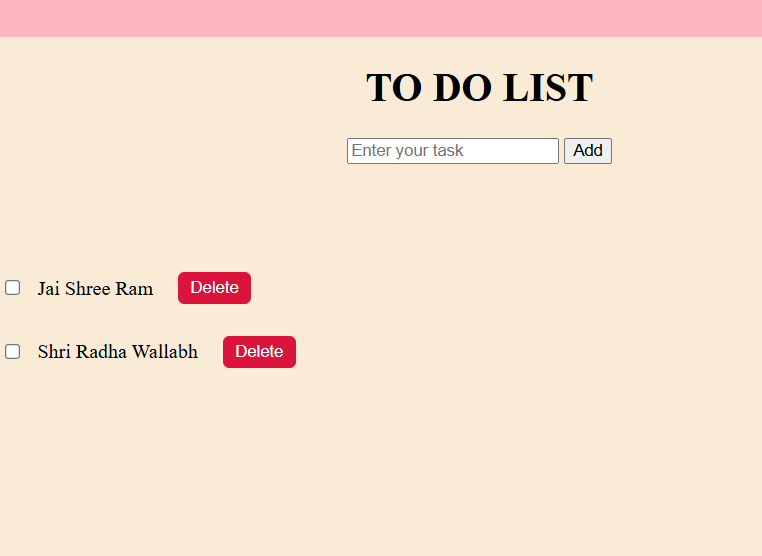 TO DO LIST
Enter your task Add
Jai Shree Ram Delete
Shri Radha Wallabh Delete